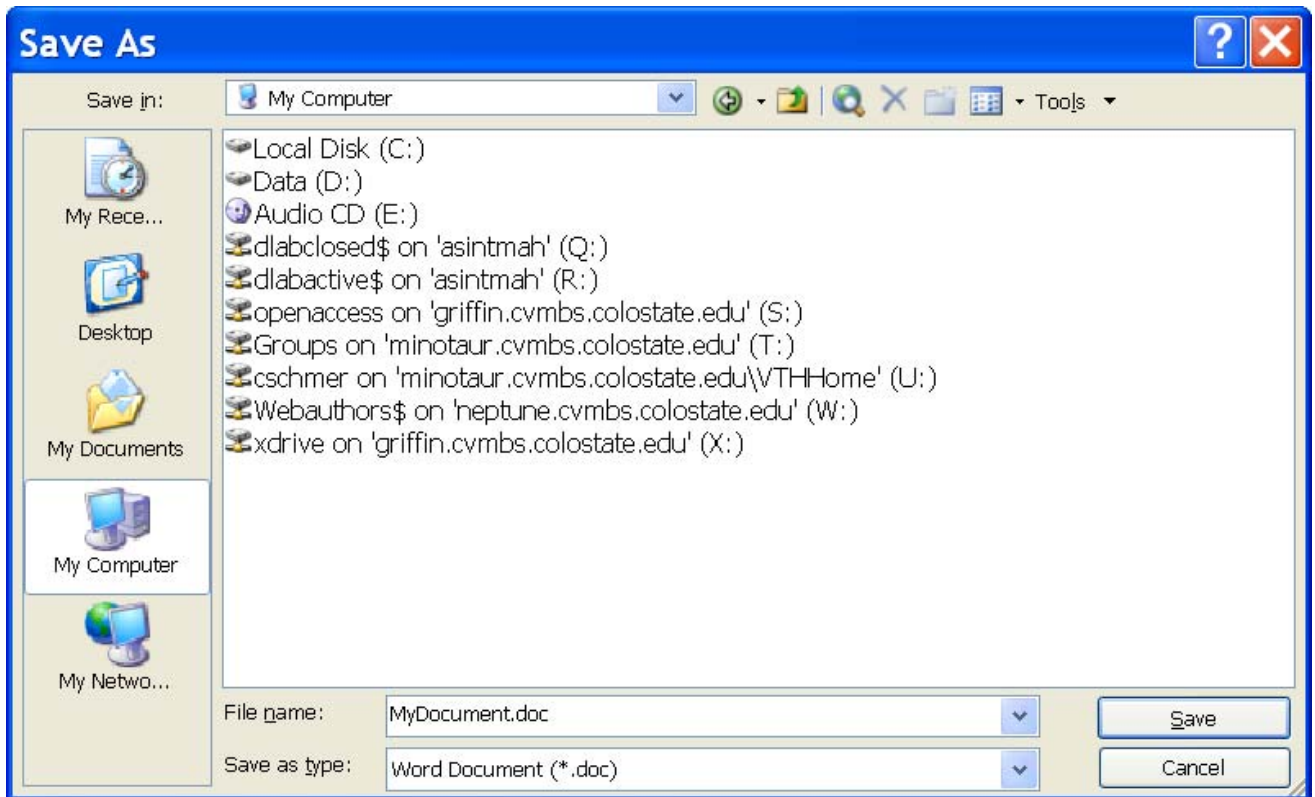 Save As
Save in:
My Computer
Tools
My Rece...
Desktop
My Documents
My Computer
My Netwo...
Local Disk (C:)
Data (D:)
Audio CD (E:)
dlabclosed$ on 'asintmah' (Q:)
dlabactive$ on 'asintmah' (R:)
openaccess on 'griffin.cvmbs.colostate.edu' (S:)
Groups on 'minotaur.cvmbs.colostate.edu' (T:)
cschmer on 'minotaur.cvmbs.colostate.edu\VTHHome' (U:)
Webauthors$ on 'neptune.cvmbs.colostate.edu' (W:)
xdrive on 'griffin.cvmbs.colostate.edu' (X:)
File name:
MyDocument.doc
Save
Save as type:
Word Document (*.doc)
Cancel